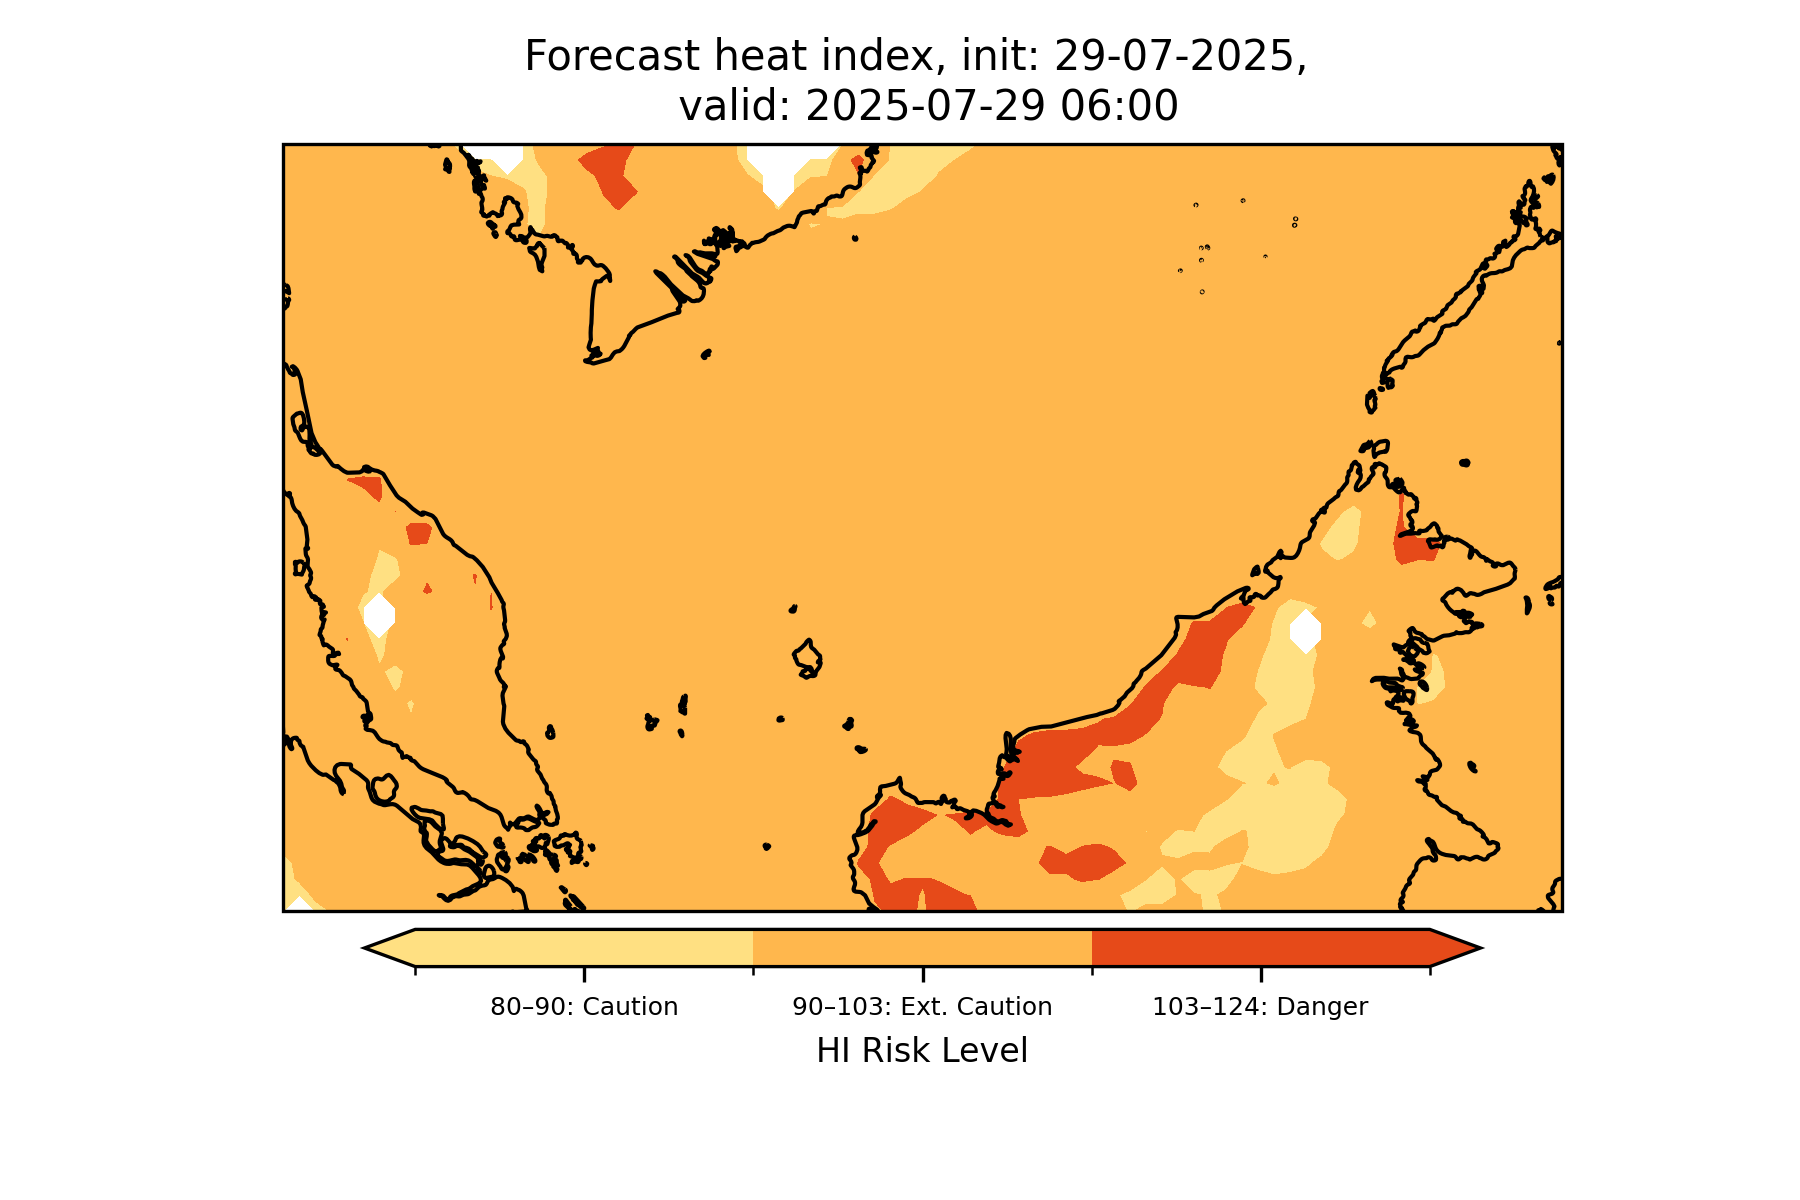 Forecast heat index, init: 29-07-2025,
valid: 2025-07-29 06:00
80–90: Caution
90–103: Ext. Caution
103–124: Danger
HI Risk Level